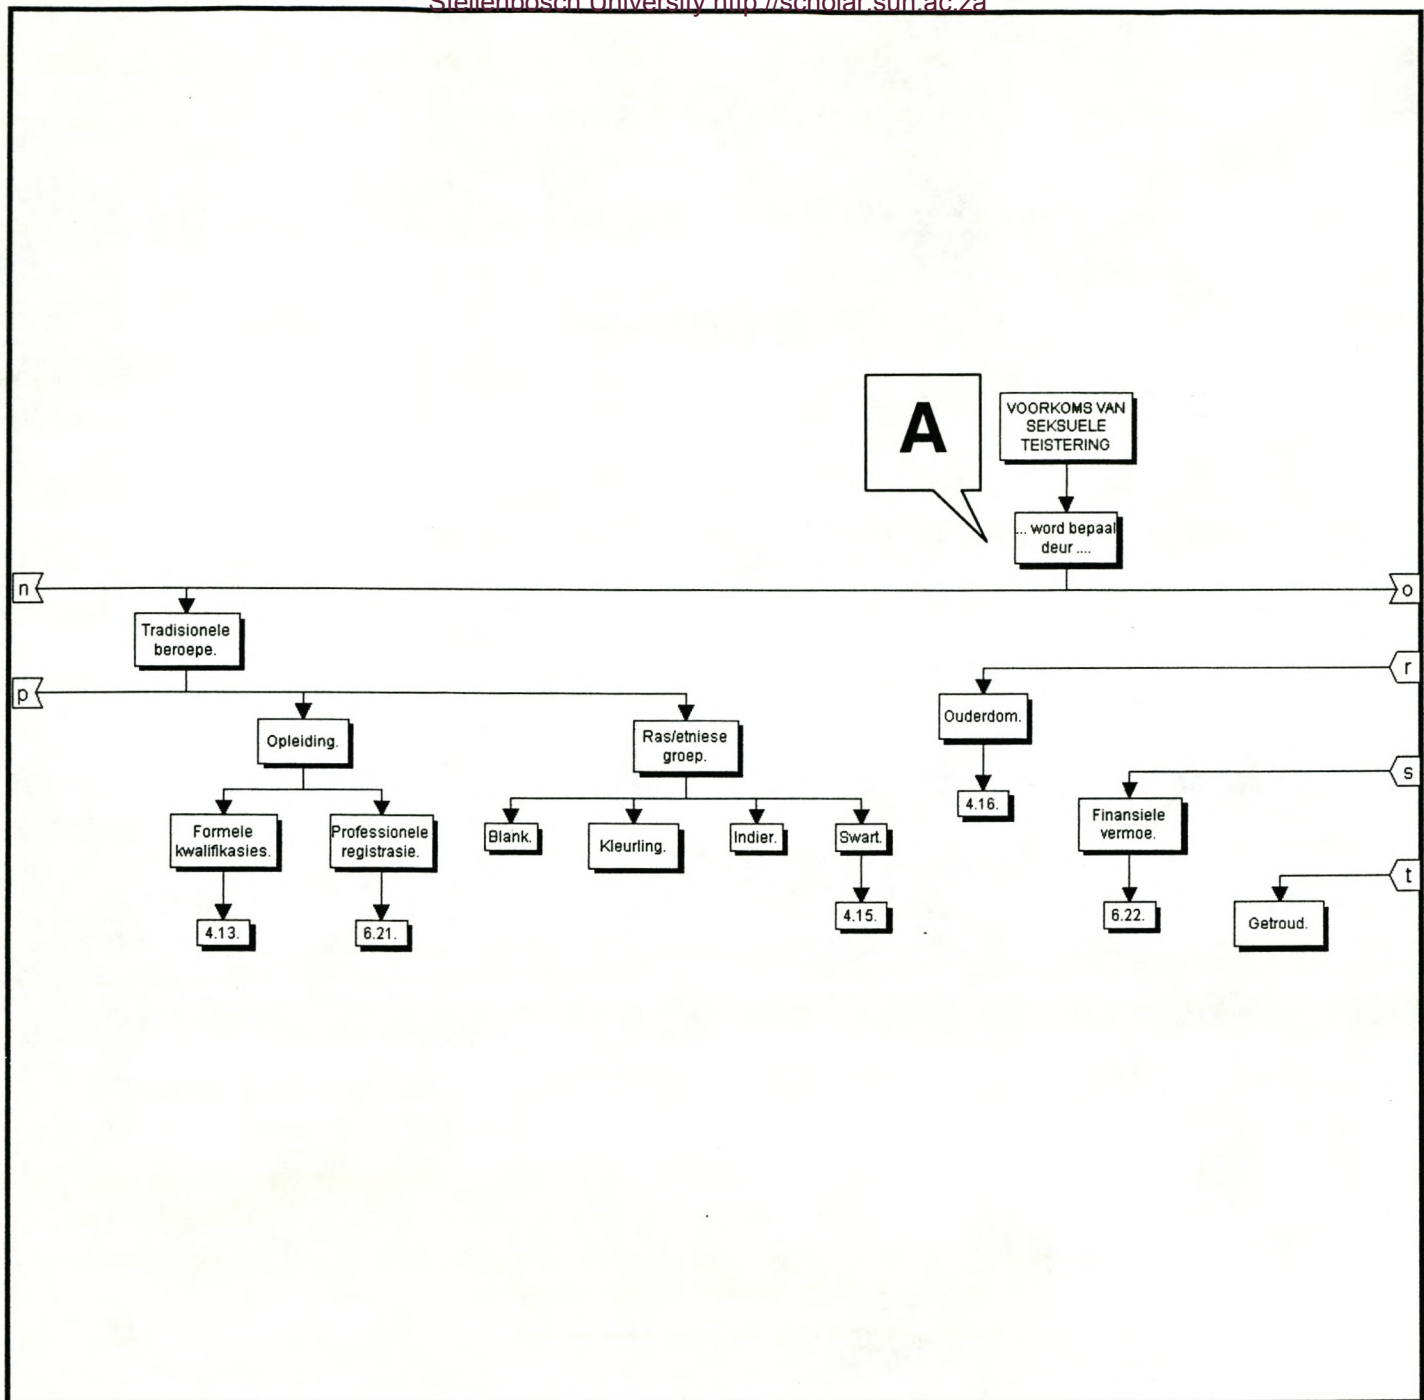 Stellenbosch University http://scholar.sun.ac.za
A
VOORKOMS VAN
SEKSUELE
TEISTERING
... word bepaal
deur ....
n
o
Tradisionele
beroepe.
r
p
Ouderdom.
Opleiding.
Ras/etniese
groep.
s
4.16.
Finansiele
vermoe.
Formele
kwalifikasies.
Professionele
registrasie.
Blank.
Kleurling.
Indier.
Swart.
t
4.13.
6.21.
4.15.
6.22.
Getroud.